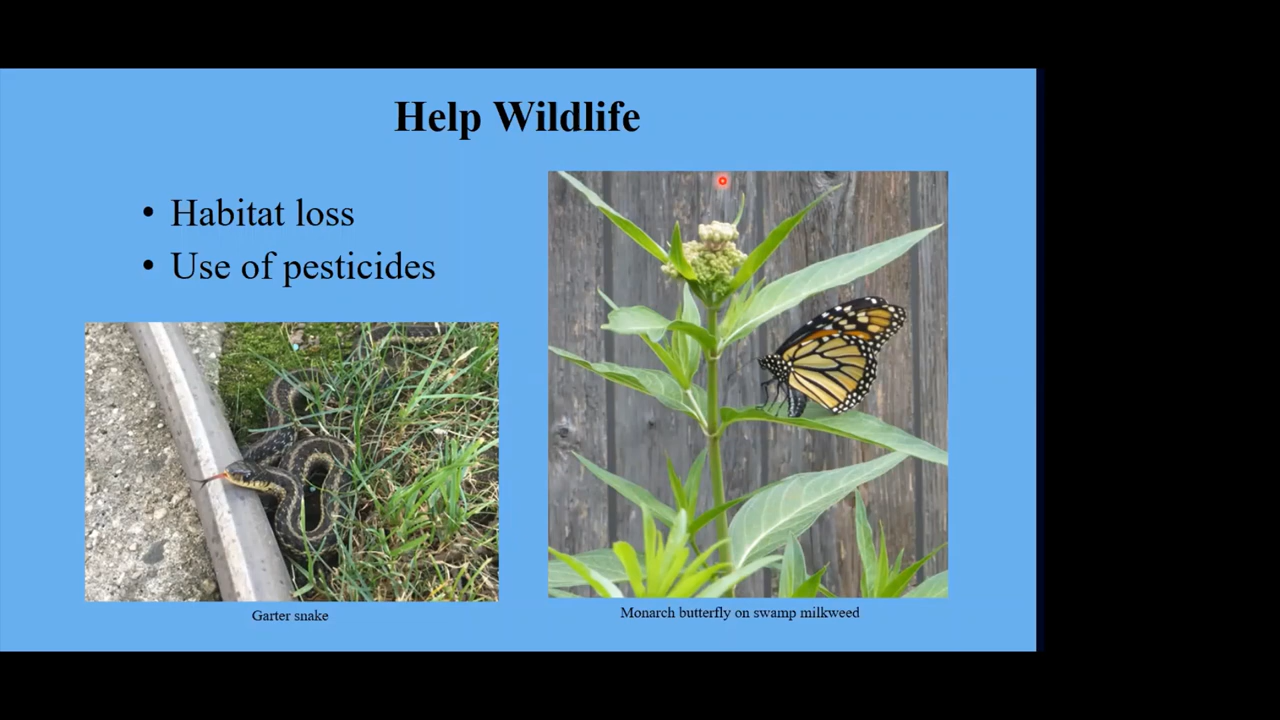 Help Wildlife
• Habitat loss
• Use of pesticides
Garter snake
Monarch butterfly on swamp milkweed